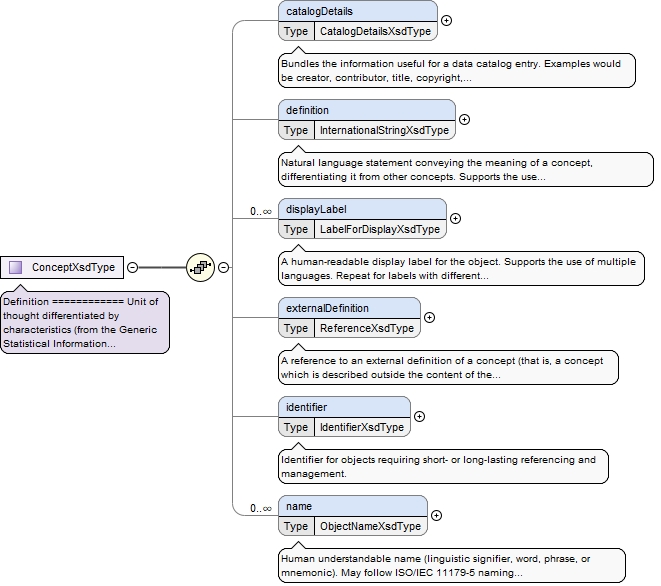 catalogDetails
Type CatalogDetailsXsdType
Bundles the information useful for a data catalog entry. Examples would
be creator, contributor, title, copyright,...
definition
Type InternationalStringXsdType
Natural language statement conveying the meaning of a concept,
differentiating it from other concepts. Supports the use...
0..∞
displayLabel
Type LabelForDisplayXsdType
A human-readable display label for the object. Supports the use of multiple
languages. Repeat for labels with different...
ConceptXsdType
Definition ============ Unit of
thought differentiated by
characteristics (from the Generic
Statistical Information...
externalDefinition
Type ReferenceXsdType
A reference to an external definition of a concept (that is, a concept
which is described outside the content of the...
identifier
Type IdentifierXsdType
Identifier for objects requiring short- or long-lasting referencing and
management.
0..∞
name
Type ObjectNameXsdType
Human understandable name (linguistic signifier, word, phrase, or
mnemonic). May follow ISO/IEC 11179-5 naming...